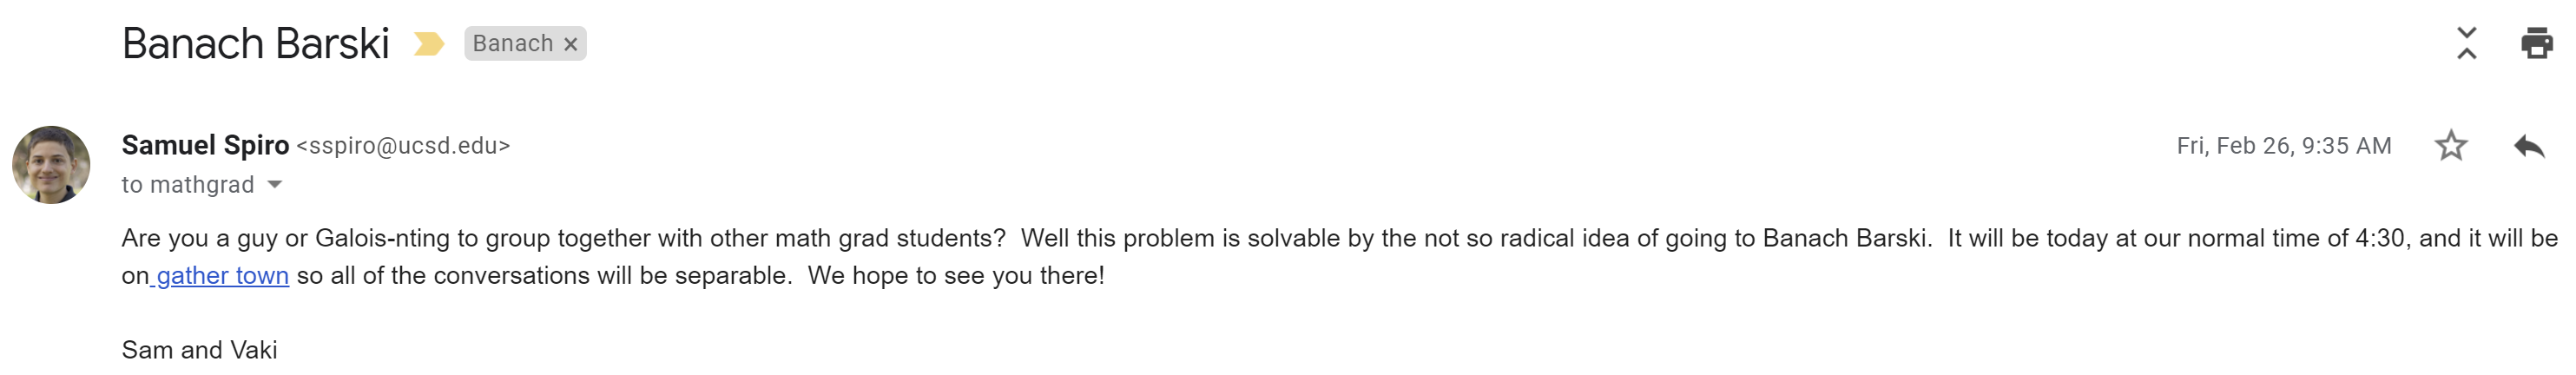 Banach Barski Banach ×
Samuel Spiro <sspiro@ucsd.edu> Fri, Feb 26, 9:35 AM
to mathgrad
Are you a guy or Galois-nting to group together with other math grad students?  Well this problem is solvable by the not so radical idea of going to Banach Barski.  It will be today at our normal time of 4:30, and it will be
on gather town so all of the conversations will be separable.  We hope to see you there!
Sam and Vaki